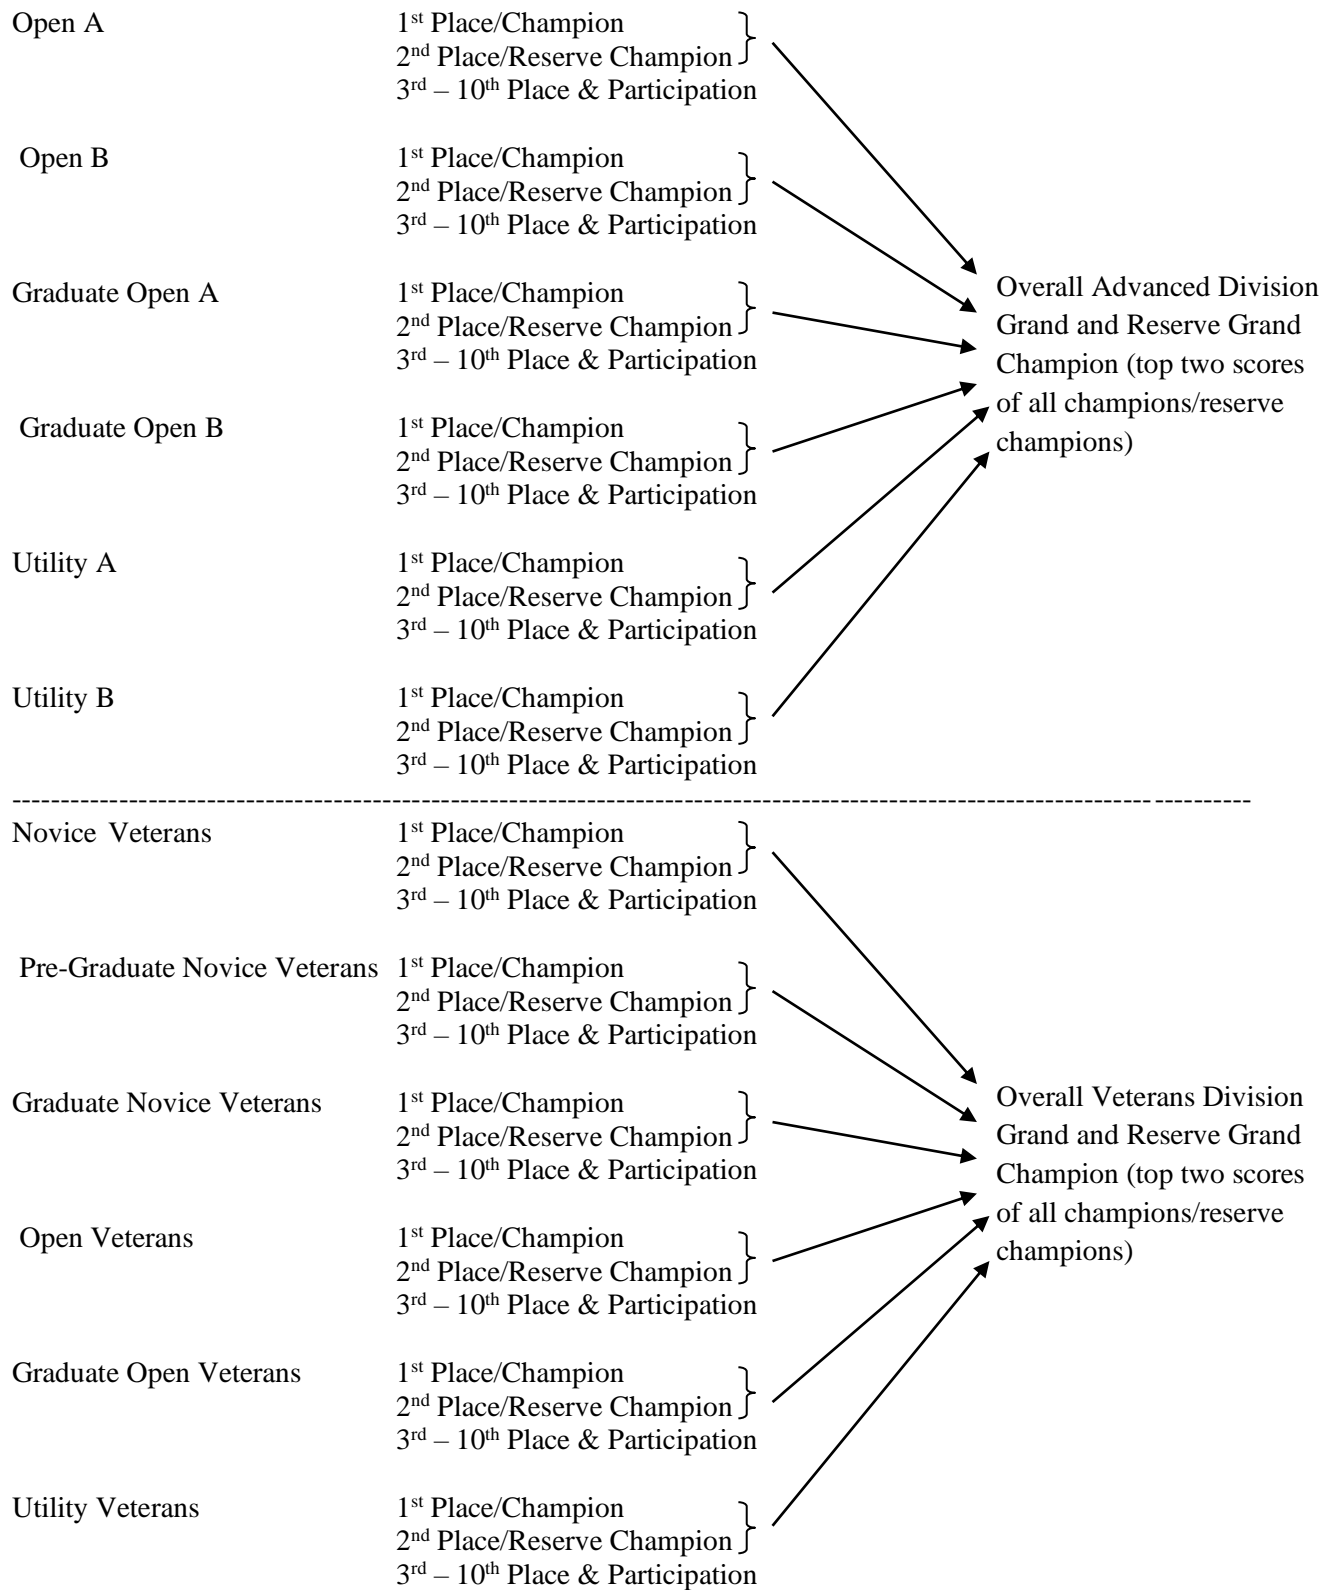 Open A
1st Place/Champion
2nd Place/Reserve Champion
3rd – 10th Place & Participation
Open B
1st Place/Champion
2nd Place/Reserve Champion
3rd – 10th Place & Participation
Graduate Open A
1st Place/Champion
2nd Place/Reserve Champion
3rd – 10th Place & Participation
Graduate Open B
1st Place/Champion
2nd Place/Reserve Champion
3rd – 10th Place & Participation
Utility A
1st Place/Champion
2nd Place/Reserve Champion
3rd – 10th Place & Participation
Utility B
1st Place/Champion
2nd Place/Reserve Champion
3rd – 10th Place & Participation
Overall Advanced Division
Grand and Reserve Grand
Champion (top two scores
of all champions/reserve
champions)
Novice Veterans
1st Place/Champion
2nd Place/Reserve Champion
3rd – 10th Place & Participation
Pre-Graduate Novice Veterans
1st Place/Champion
2nd Place/Reserve Champion
3rd – 10th Place & Participation
Graduate Novice Veterans
1st Place/Champion
2nd Place/Reserve Champion
3rd – 10th Place & Participation
Open Veterans
1st Place/Champion
2nd Place/Reserve Champion
3rd – 10th Place & Participation
Graduate Open Veterans
1st Place/Champion
2nd Place/Reserve Champion
3rd – 10th Place & Participation
Utility Veterans
1st Place/Champion
2nd Place/Reserve Champion
3rd – 10th Place & Participation
Overall Veterans Division
Grand and Reserve Grand
Champion (top two scores
of all champions/reserve
champions)